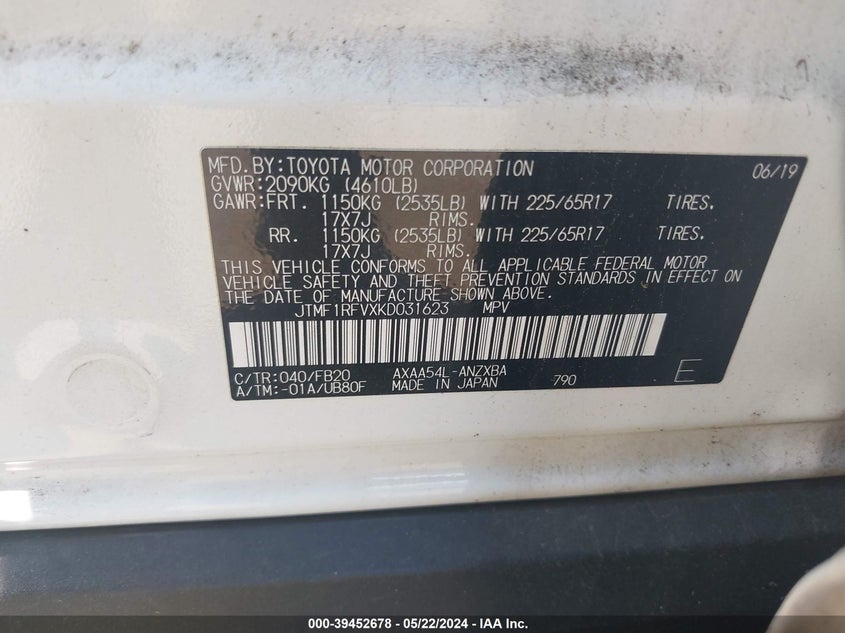 MFD.BY:TOYOTA MOTOR CORPORATION 06/19
GVWR:2090KG (4610LB)
GAWR:FRT. 1150KG (2535LB) WITH 225/65R17 TIRES.
17X7J RIMS.
RR. 1150KG (2535LB) WITH 225/65R17 TIRES.
17X7J RIMS.
THIS VEHICLE CONFORMS TO ALL APPLICABLE FEDERAL MOTOR
VEHICLE SAFETY AND THEFT PREVENTION STANDARDS IN EFFECT ON
THE DATE OF MANUFACTURE SHOWN ABOVE.
JTMF1RFVXKD031623 MPV
C/TR:040/FB20 AXAA54L-ANZXBA
A/TM:-01A/UB80F MADE IN JAPAN 790 E
000-39452678 - 05/22/2024 - IAA Inc.